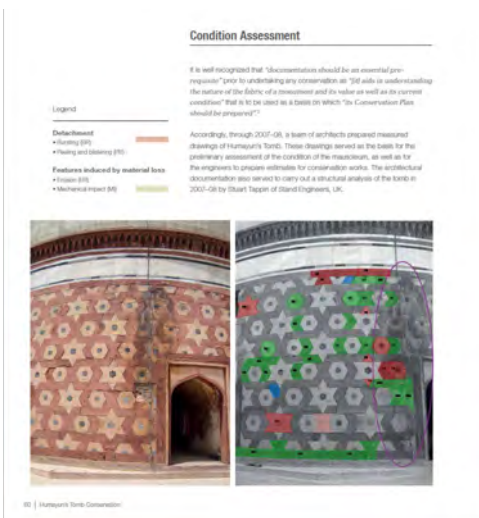 Condition Assessment
It is well recognized that "documentation should be an essential pre-
requisite" prior to undertaking any conservation as "[it] aids in understanding
the nature of the fabric of a monument and its value as well as its current
condition" that is to be used as a basis on which "its Conservation Plan
should be prepared".
Accordingly, through 2007-08, a team of architects prepared measured
drawings of Humayun's Tomb. These drawings served as the basis for the
preliminary assessment of the condition of the mausoleum, as well as for
the engineers to prepare estimates for conservation works. The architectural
documentation also served to carry out a structural analysis of the tomb in
2007-08 by Stuart Tappin of Stand Engineers, UK.
Legend
Detachment
• Bursting (BR)
• Peeling and blistering (PB)
Features induced by material loss
• Erosion (ER)
• Mechanical Impact (MI)
Humayun's Tomb Conservation